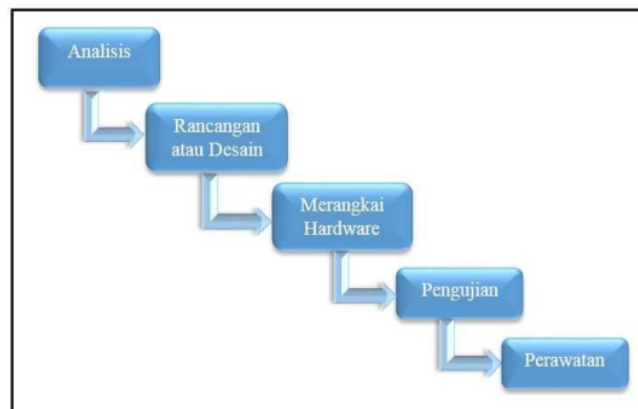 Analisis
Rancangan
atau Desain
Merangkai
Hardware
Pengujian
Perawatan